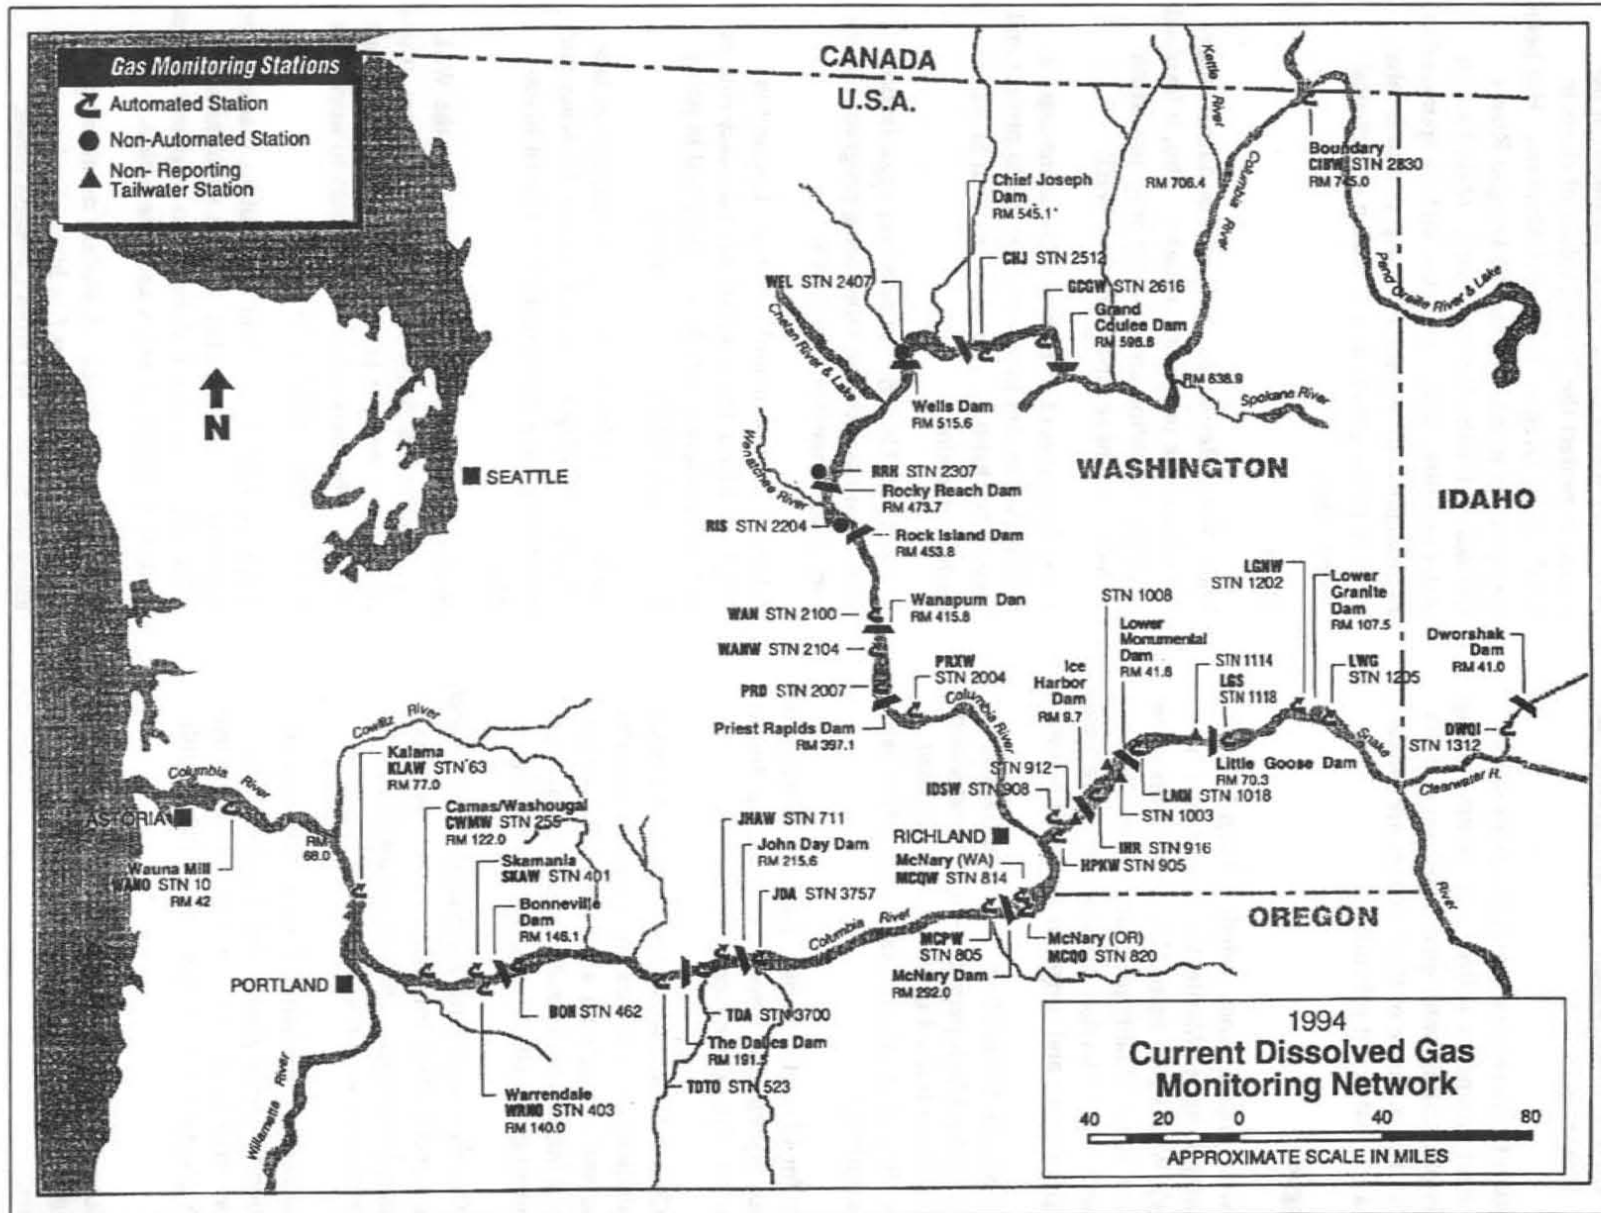 Gas Monitoring Stations
Automated Station
Non-Automated Station
Non- Reporting
Tailwater Station
CANADA
U.S.A.
N
SEATTLE
WASHINGTON
IDAHO
OREGON
Kettle River
Columbia River
Boundary
CIBW STN 2830
RM 745.0
RM 706.4
Pend Oreille River & Lake
Chief Joseph
Dam
RM 545.1
CHJ STN 2512
WEL STN 2407
GCGW STN 2616
Grand
Coulee Dam
RM 596.6
Chelan River & Lake
Wells Dam
RM 515.6
RM 638.9
Spokane River
Wenatchee River
RRH STN 2307
Rocky Reach Dam
RM 473.7
RIS STN 2204
Rock Island Dam
RM 453.8
WAN STN 2100
Wanapum Dan
RM 415.8
WANW STN 2104
PRXW
STN 2004
PRD STN 2007
Columbia River
Priest Rapids Dam
RM 397.1
Ice
Harbor
Dam
RM 9.7
STN 1008
Lower
Monumental
Dam
RM 41.6
STN 1114
LGS
STN 1118
LGNW
STN 1202
Lower
Granite
Dam
RM 107.5
LWG
STN 1205
Dworshak
Dam
RM 41.0
DWQI
STN 1312
Clearwater R.
Snake
River
Little Goose Dam
RM 70.3
LMN STN 1018
STN 1003
IHR STN 916
HPKW STN 905
STN 912
IDSW STN 908
RICHLAND
McNary (WA)
MCQW STN 814
MCPW
STN 805
McNary Dam
RM 292.0
McNary (OR)
MCQO STN 820
Columbia River
Cowlitz River
Kalama
KLAW STN 63
RM 77.0
Columbia River
ASTORIA
RM
68.0
Wauna Mill
WANO STN 10
RM 42
Camas/Washougal
CWMW STN 255
RM 122.0
Skamania
SKAW STN 401
Bonneville
Dam
RM 146.1
JHAW STN 711
John Day Dam
RM 215.6
JDA STN 3757
PORTLAND
BON STN 462
TDA STN 3700
The Dalles Dam
RM 191.5
TDTO STN 523
Warrendale
WRNO STN 403
RM 140.0
Willamette River
1994
Current Dissolved Gas
Monitoring Network
40 20 0 40 80
APPROXIMATE SCALE IN MILES